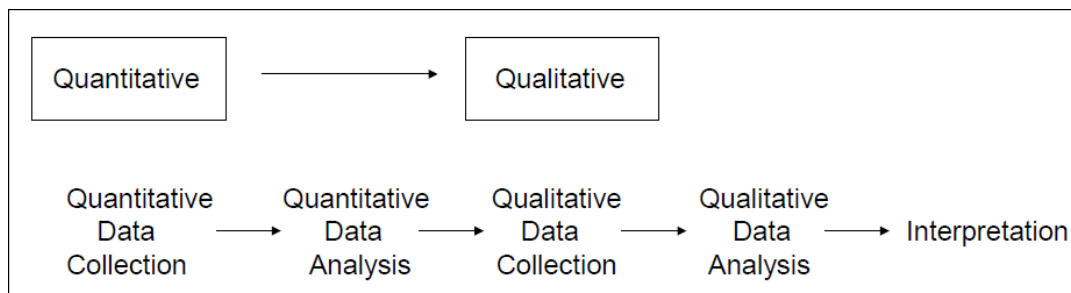 Quantitative
Qualitative
Quantitative
Data
Collection
Quantitative
Data
Analysis
Qualitative
Data
Collection
Qualitative
Data
Analysis
Interpretation